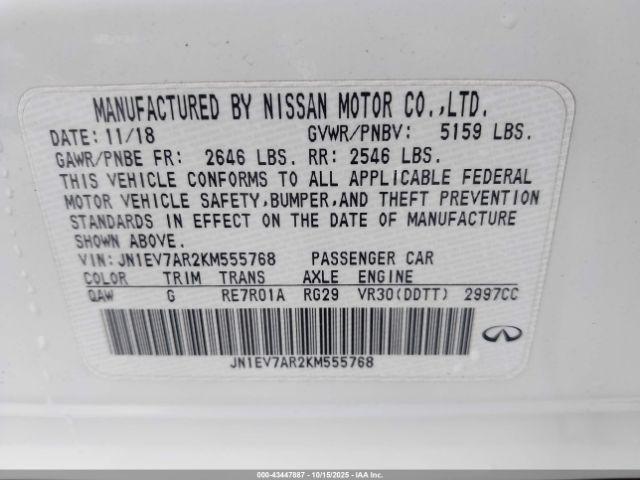 MANUFACTURED BY NISSAN MOTOR CO.,LTD.
DATE: 11/18 GVWR/PNBV: 5159 LBS.
GAWR/PNBE FR: 2646 LBS. RR: 2546 LBS.
THIS VEHICLE CONFORMS TO ALL APPLICABLE FEDERAL
MOTOR VEHICLE SAFETY,BUMPER,AND THEFT PREVENTION
STANDARDS IN EFFECT ON THE DATE OF MANUFACTURE
SHOWN ABOVE.
VIN: JN1EV7AR2KM555768 PASSENGER CAR
COLOR TRIM TRANS AXLE ENGINE
QAW G RE7R01A RG29 VR30(DDTT) 2997CC
JN1EV7AR2KM555768
000-43447887 - 10/15/2025 - IAA